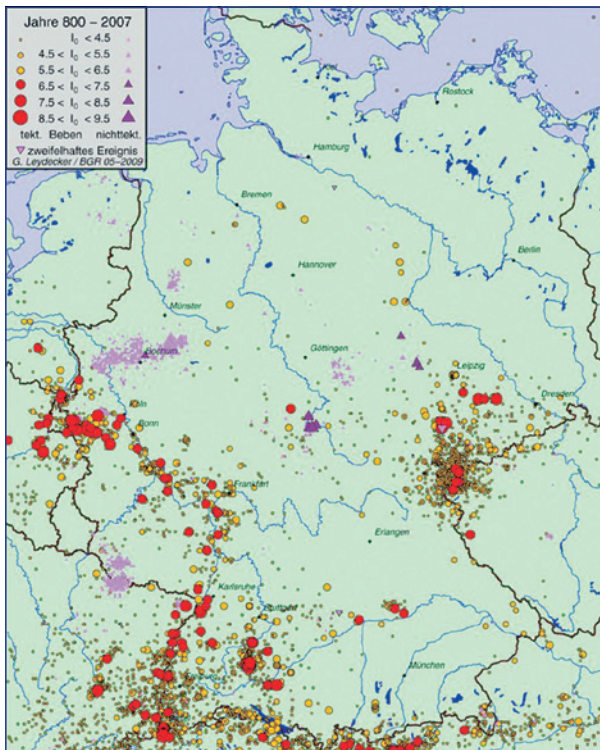 Jahre 800 – 2007
I₀ < 4.5
4.5 < I₀ < 5.5
5.5 < I₀ < 6.5
6.5 < I₀ < 7.5
7.5 < I₀ < 8.5
8.5 < I₀ < 9.5
tekt. Beben nichttekt.
zweifelhaftes Ereignis
G. Leydecker / BGR 05–2009
Kiel
Rostock
Hamburg
Bremen
Berlin
Hannover
Münster
Bochum
Göttingen
Leipzig
Dresden
Köln
Bonn
Frankfurt
Erlangen
Karlsruhe
Stuttgart
München